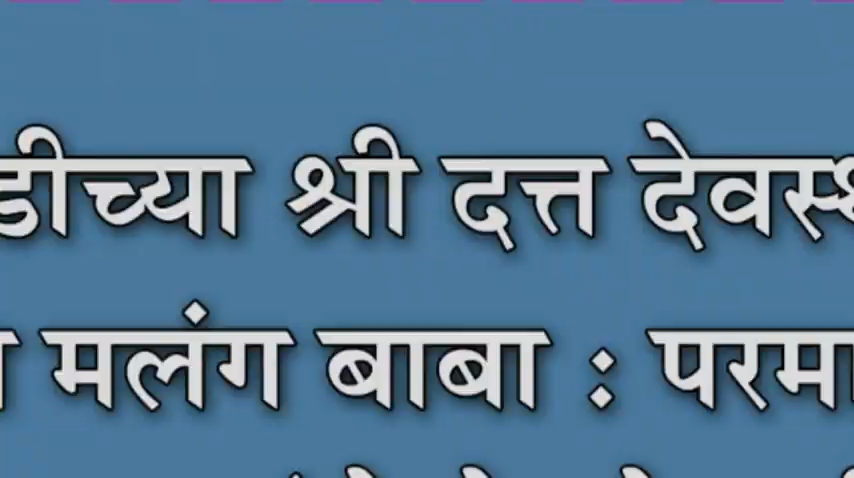 डीच्या श्री दत्त देवस्थ
मलंग बाबा : परमा